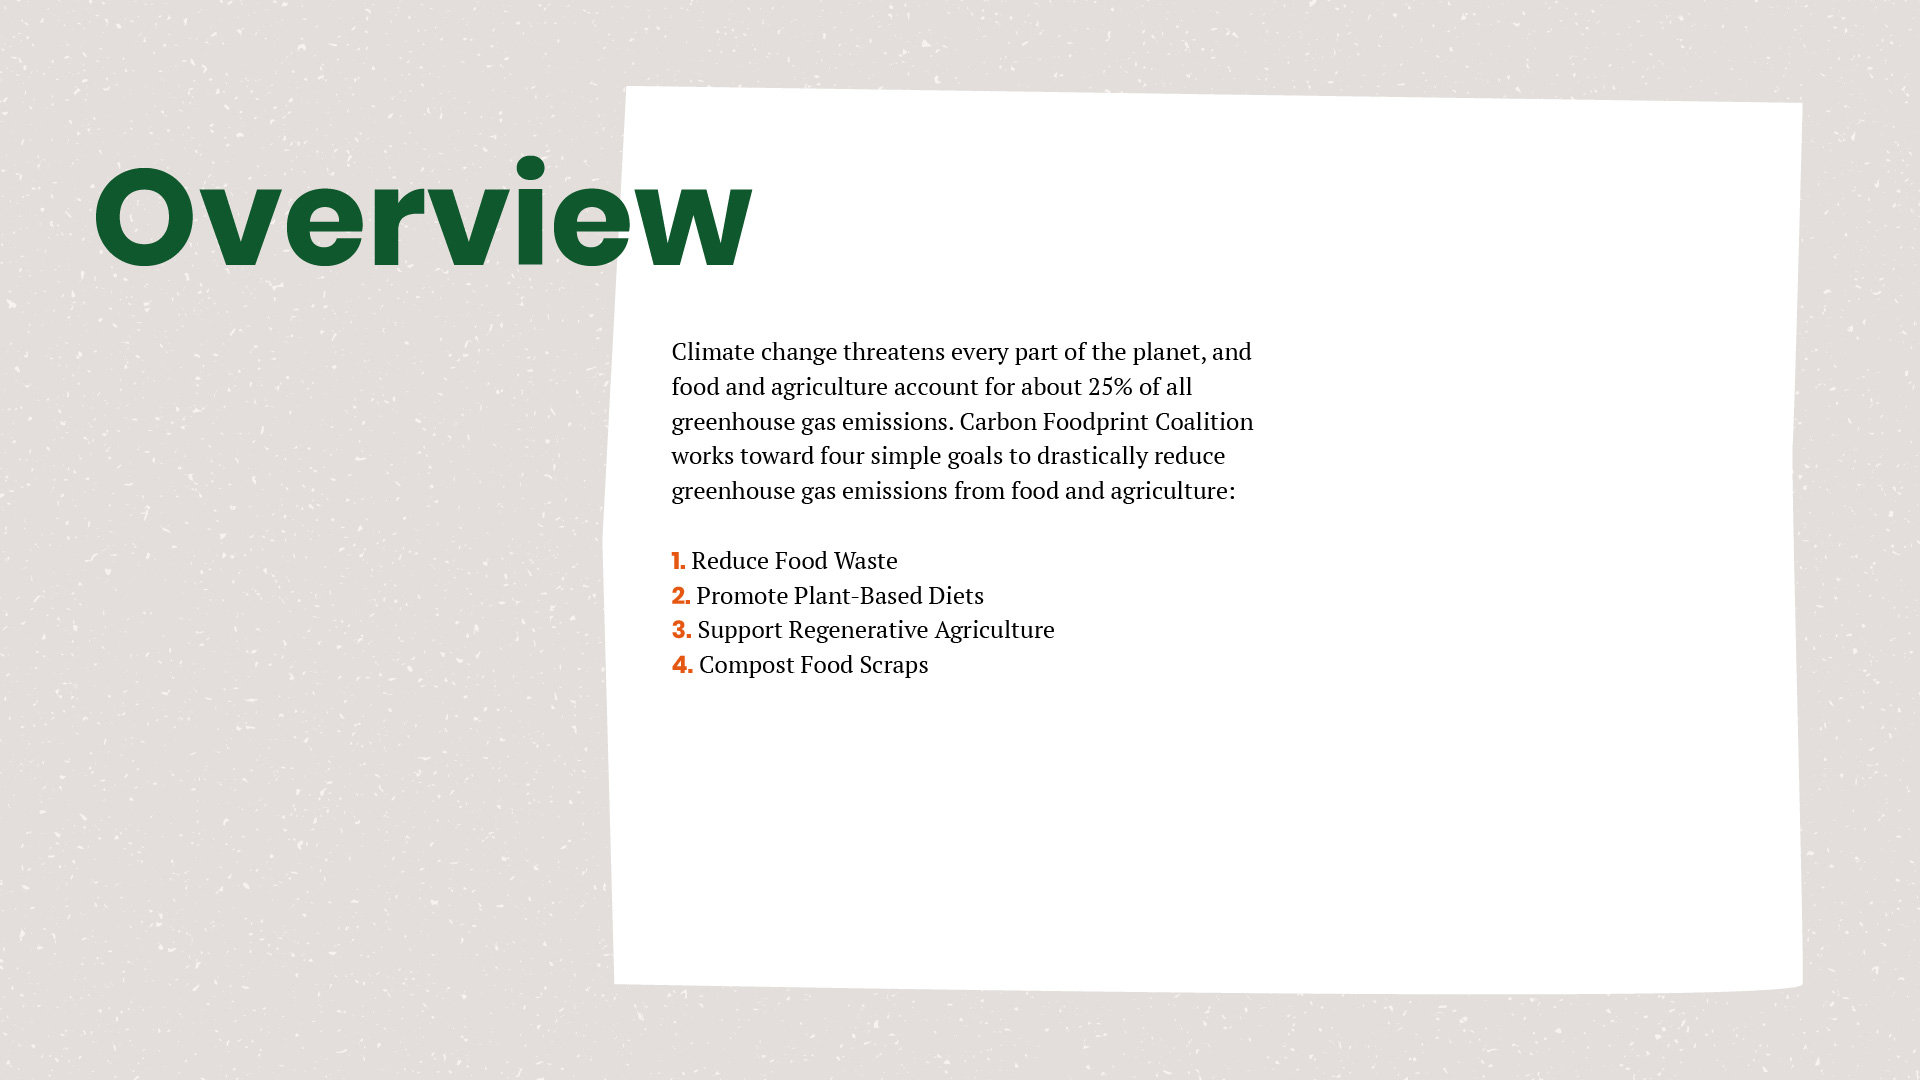 Overview
Climate change threatens every part of the planet, and
food and agriculture account for about 25% of all
greenhouse gas emissions. Carbon Foodprint Coalition
works toward four simple goals to drastically reduce
greenhouse gas emissions from food and agriculture:
1. Reduce Food Waste
2. Promote Plant-Based Diets
3. Support Regenerative Agriculture
4. Compost Food Scraps